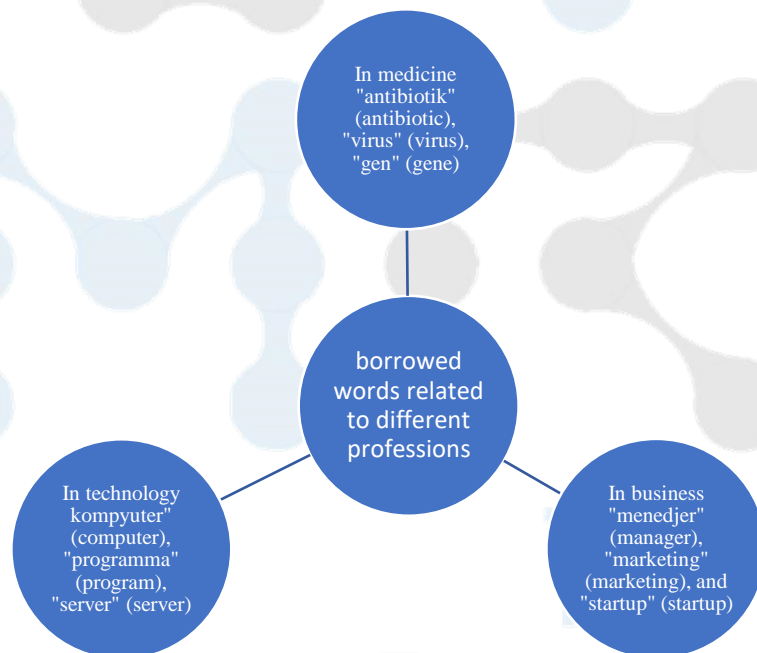 In medicine
"antibiotik"
(antibiotic),
"virus" (virus),
"gen" (gene)
borrowed
words related
to different
professions
In technology
kompyuter"
(computer),
"programma"
(program),
"server" (server)
In business
"menedjer"
(manager),
"marketing"
(marketing), and
"startup" (startup)